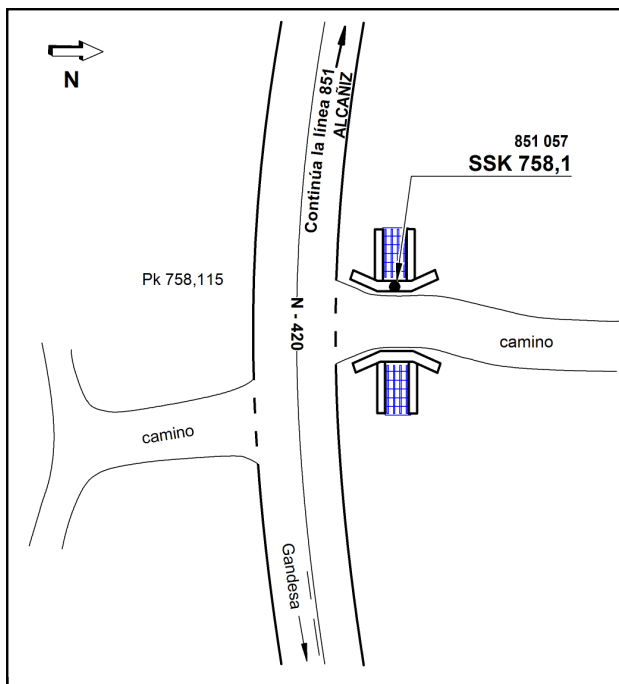 N
Continúa la línea 851
ALCAÑIZ
851 057
SSK 758,1
Pk 758,115
N - 420
camino
camino
Gandesa